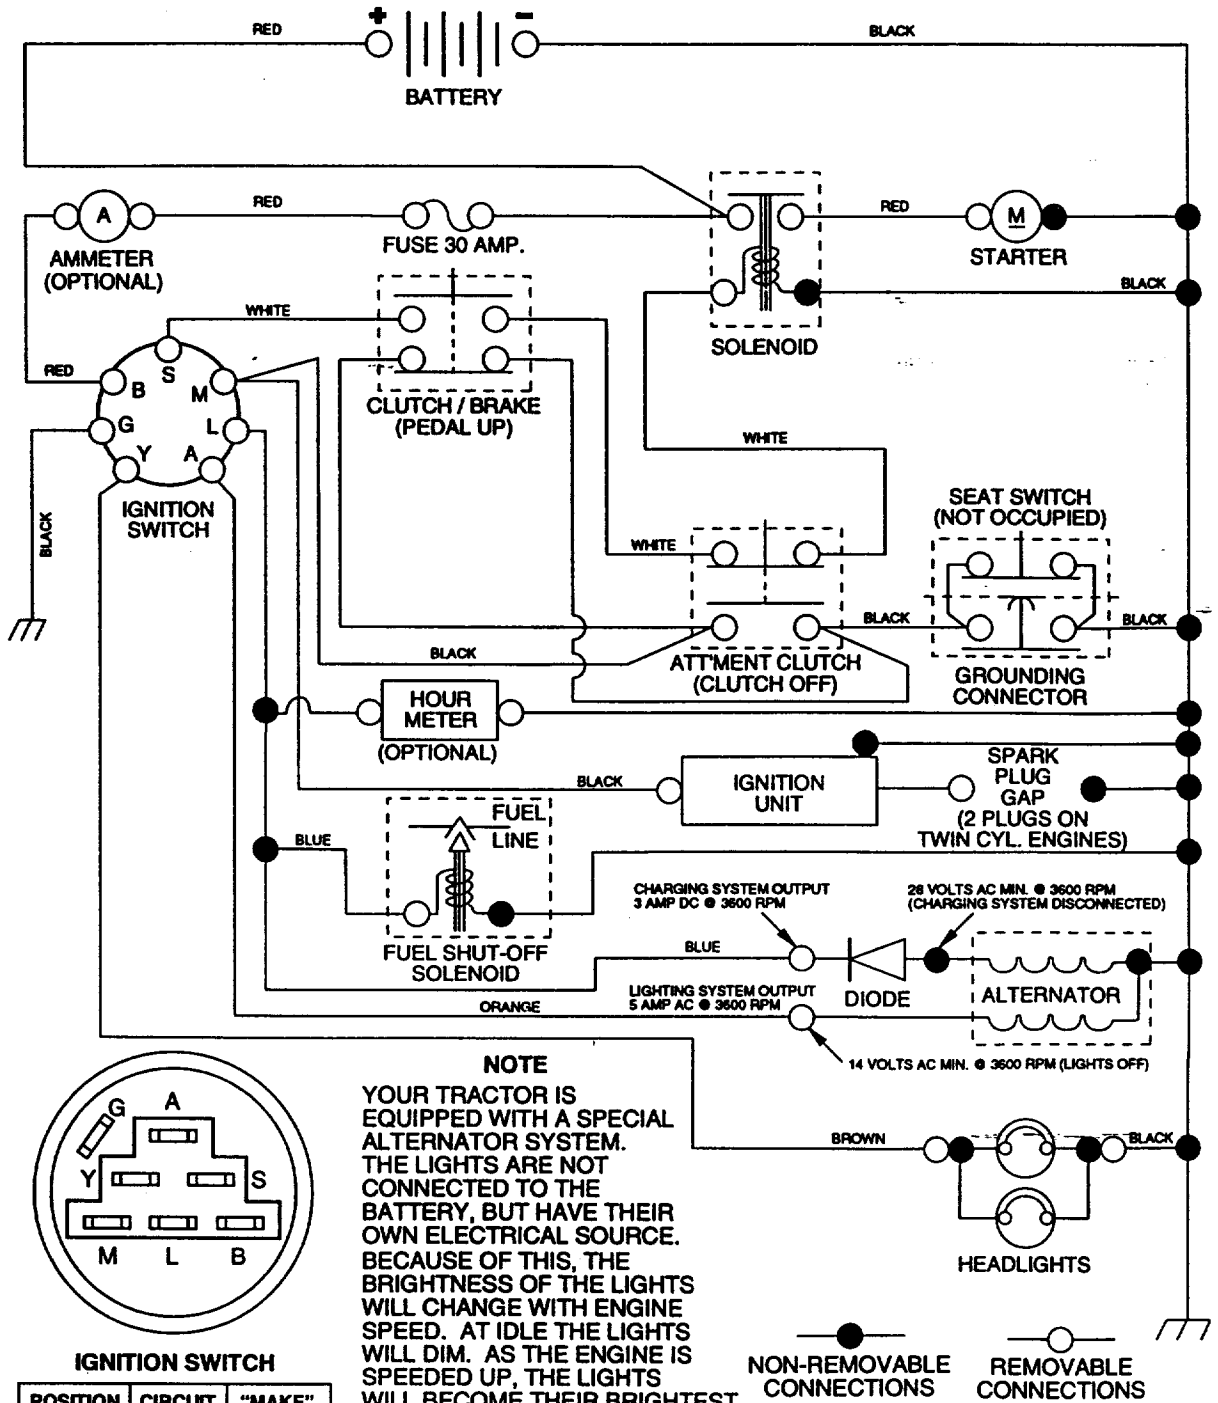 + −
RED
BLACK
BATTERY
A
RED
FUSE 30 AMP.
AMMETER
(OPTIONAL)
RED
M
STARTER
BLACK
SOLENOID
WHITE
S
RED
B
M
G
L
Y
A
CLUTCH / BRAKE
(PEDAL UP)
IGNITION
SWITCH
BLACK
WHITE
WHITE
SEAT SWITCH
(NOT OCCUPIED)
BLACK
BLACK
BLACK
ATT'MENT CLUTCH
(CLUTCH OFF)
GROUNDING
CONNECTOR
HOUR
METER
(OPTIONAL)
BLACK
IGNITION
UNIT
SPARK
PLUG
GAP
(2 PLUGS ON
TWIN CYL. ENGINES)
BLUE
FUEL
LINE
FUEL SHUT-OFF
SOLENOID
CHARGING SYSTEM OUTPUT
3 AMP DC @ 3600 RPM
28 VOLTS AC MIN. @ 3600 RPM
(CHARGING SYSTEM DISCONNECTED)
BLUE
DIODE
ALTERNATOR
LIGHTING SYSTEM OUTPUT
5 AMP AC @ 3600 RPM
ORANGE
14 VOLTS AC MIN. @ 3600 RPM (LIGHTS OFF)
BROWN
BLACK
HEADLIGHTS
G
A
Y
S
M L B
IGNITION SWITCH
POSITION CIRCUIT "MAKE"
NOTE
YOUR TRACTOR IS
EQUIPPED WITH A SPECIAL
ALTERNATOR SYSTEM.
THE LIGHTS ARE NOT
CONNECTED TO THE
BATTERY, BUT HAVE THEIR
OWN ELECTRICAL SOURCE.
BECAUSE OF THIS, THE
BRIGHTNESS OF THE LIGHTS
WILL CHANGE WITH ENGINE
SPEED. AT IDLE THE LIGHTS
WILL DIM. AS THE ENGINE IS
SPEEDED UP, THE LIGHTS
WILL BECOME THEIR BRIGHTEST
NON-REMOVABLE
CONNECTIONS
REMOVABLE
CONNECTIONS